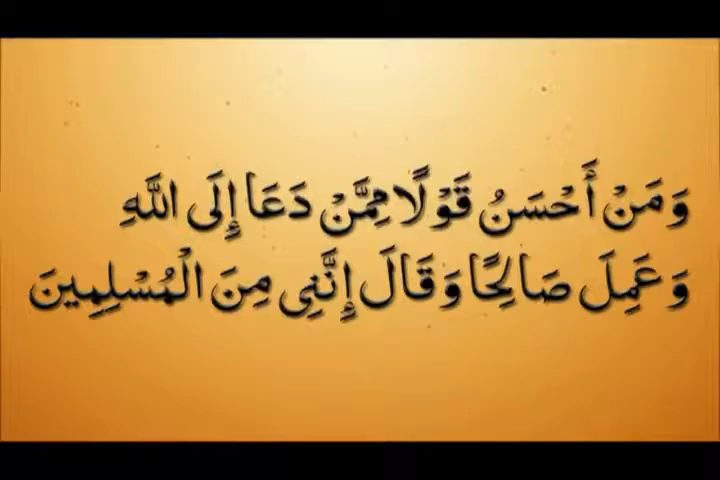 وَمَنْ أَحْسَنُ قَوْلًا مِمَّنْ دَعَا إِلَى اللَّهِ
وَعَمِلَ صَالِحًا وَقَالَ إِنَّنِي مِنَ الْمُسْلِمِينَ